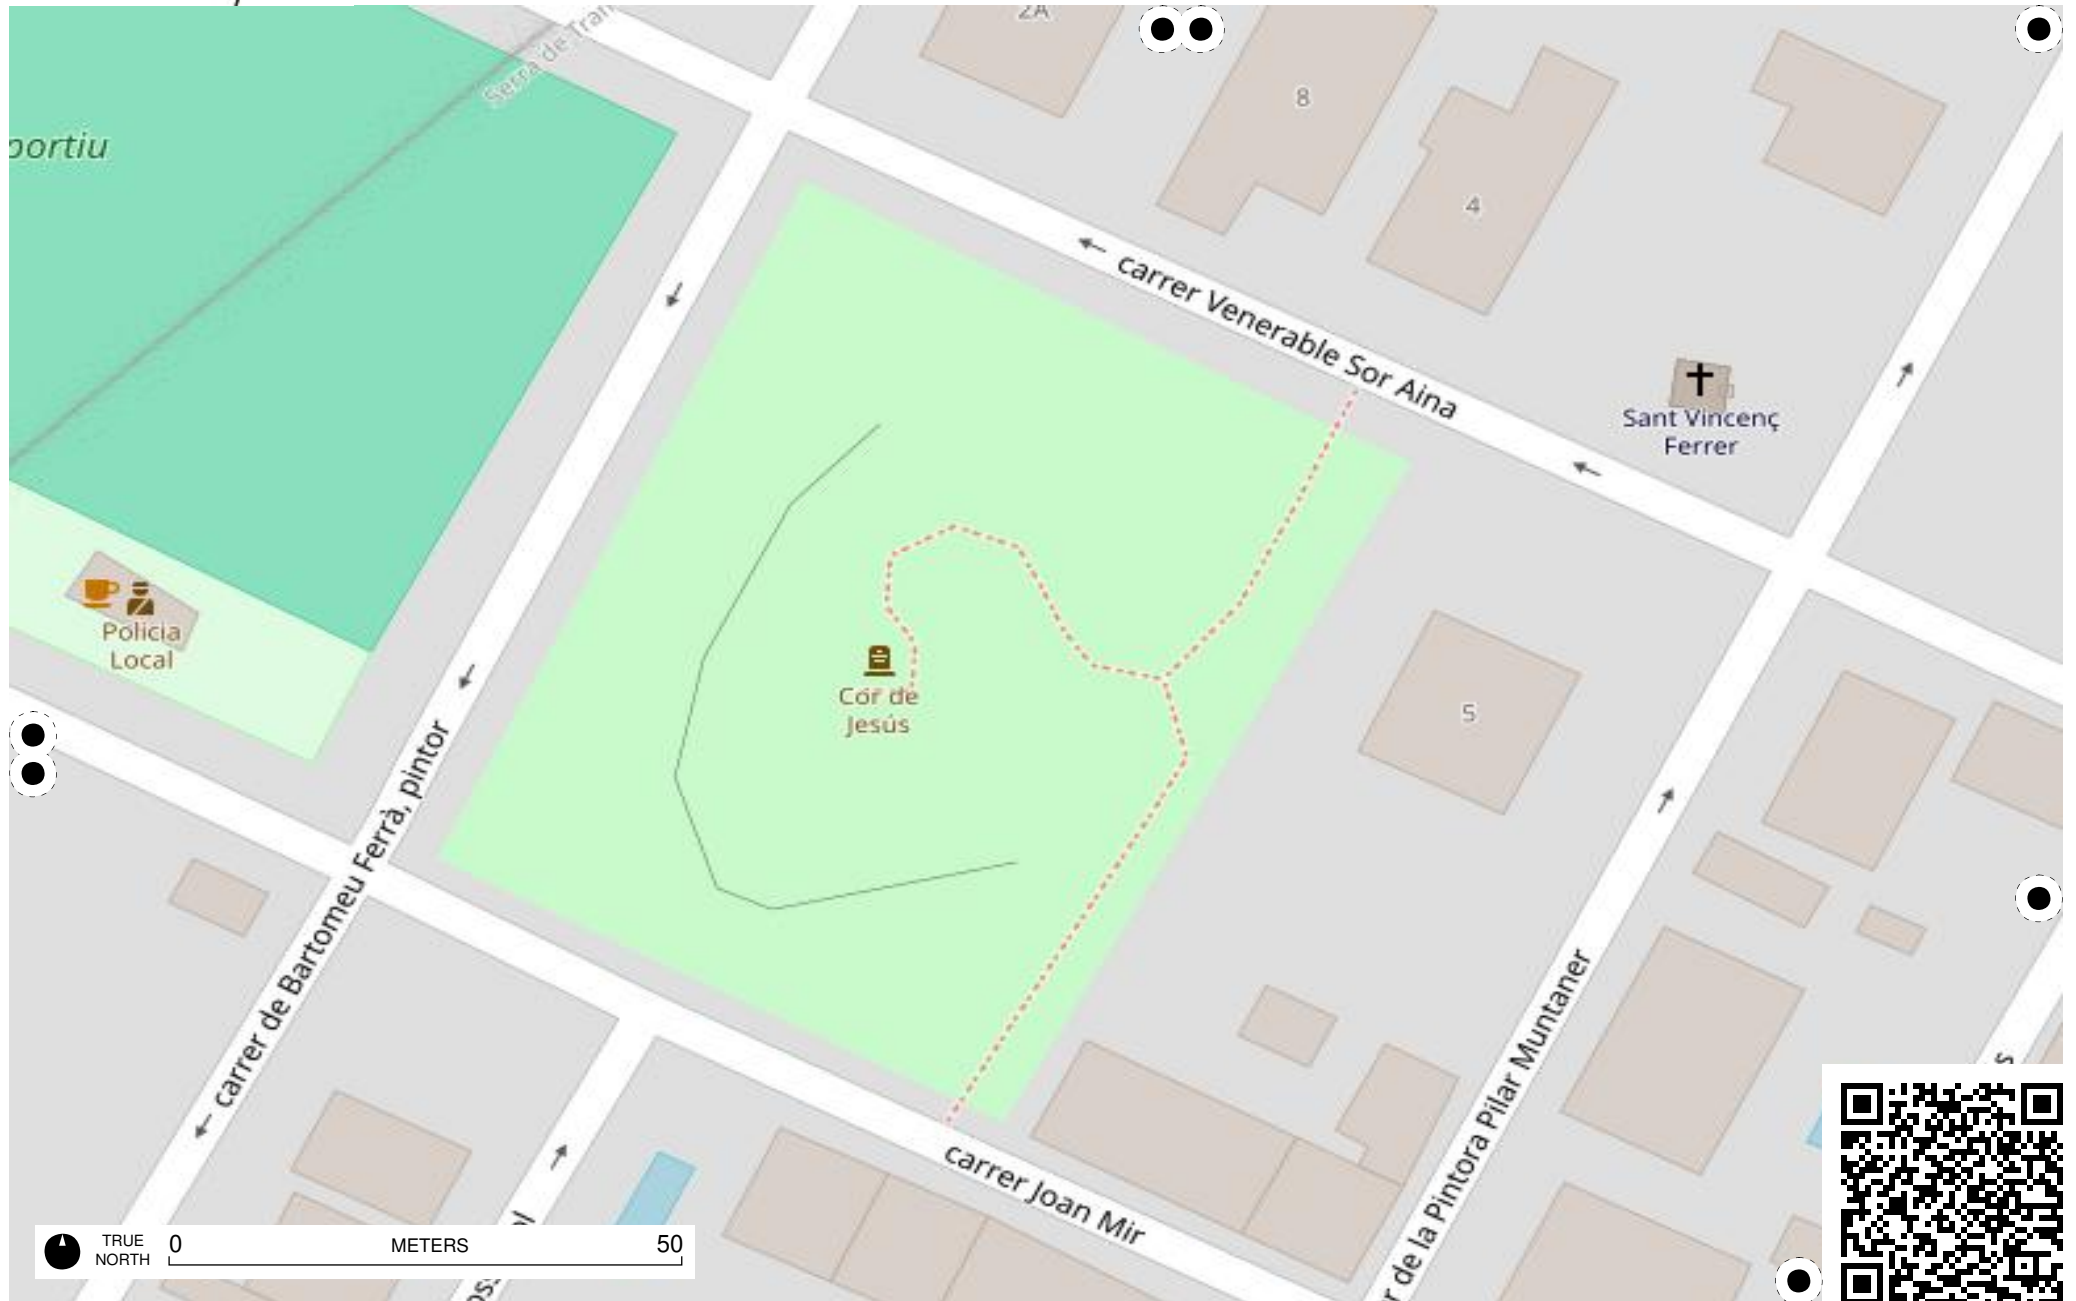 2A
8
portiu
4
carrer Venerable Sor Aina
Sant Vincenç
Ferrer
Policia
Local
Cor de
Jesús
5
carrer de Bartomeu Ferrà, pintor
r de la Pintora Pilar Muntaner
s
carrer Joan Mir
TRUE
NORTH
0
METERS
50